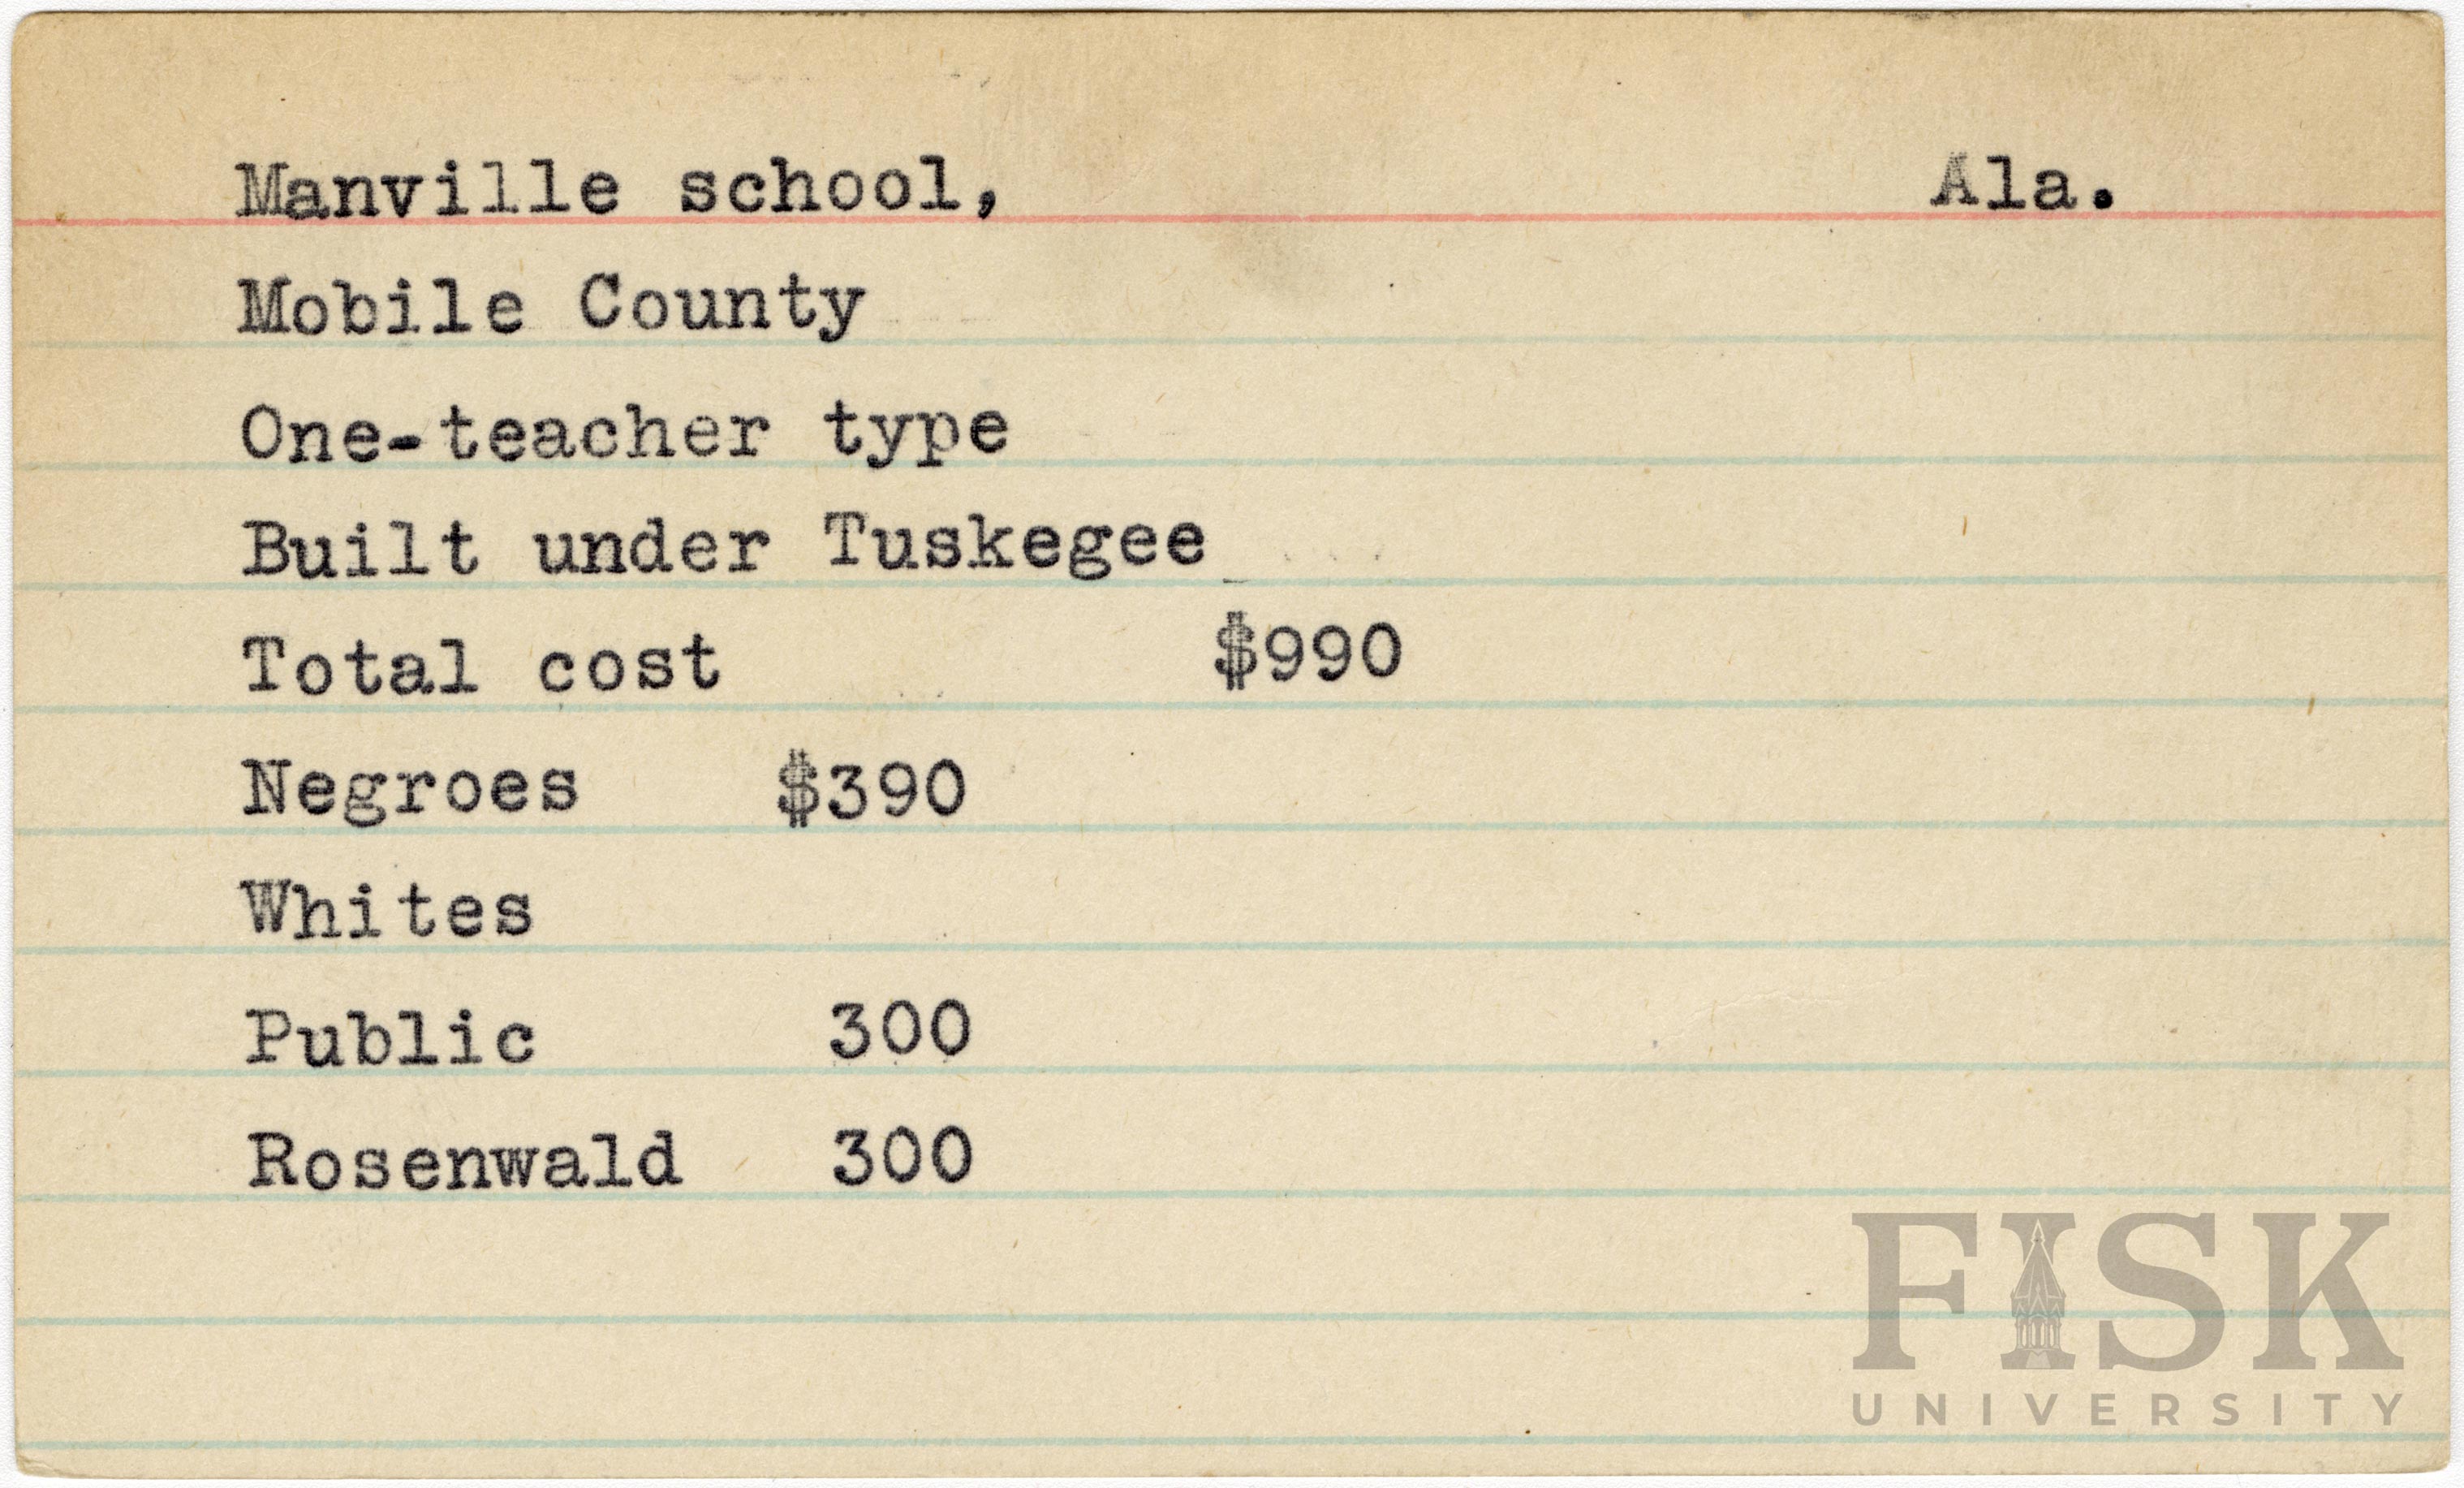 Manville school, Ala.
Mobile County
One-teacher type
Built under Tuskegee
Total cost $990
Negroes $390
Whites
Public 300
Rosenwald 300
FISK
UNIVERSITY